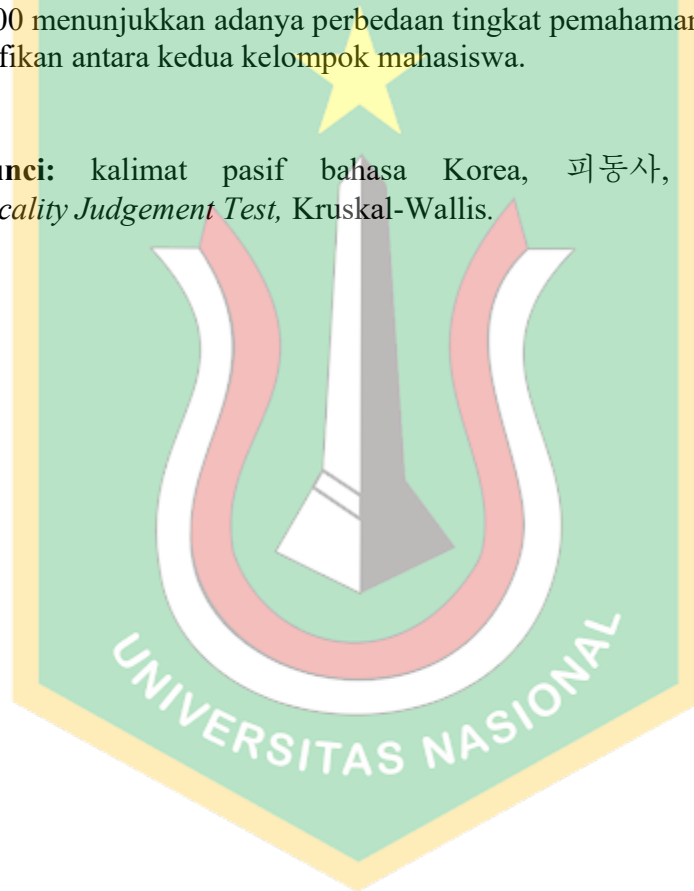 00 menunjukkan adanya perbedaan tingkat pemahaman
fikan antara kedua kelompok mahasiswa.
unci: kalimat pasif bahasa Korea, 피동사,
cality Judgement Test, Kruskal-Wallis.
UNIVERSITAS NASIONAL